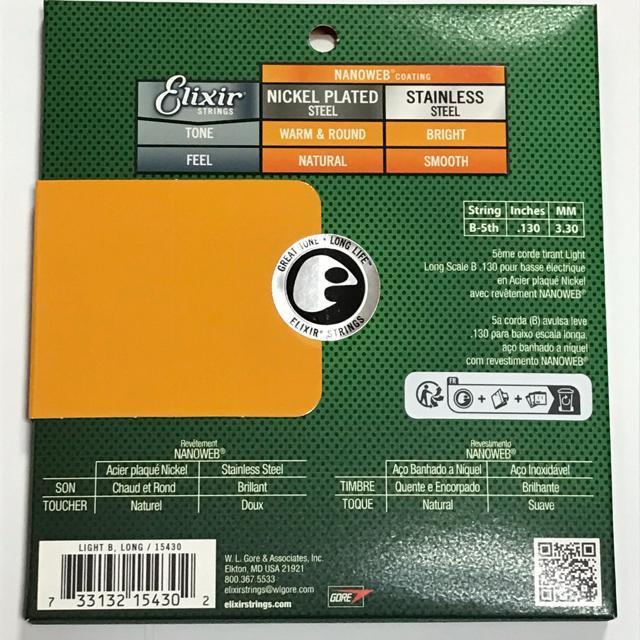 NANOWEB® COATING
Elixir® STRINGS NICKEL PLATED STEEL STAINLESS STEEL
TONE WARM & ROUND BRIGHT
FEEL NATURAL SMOOTH
String Inches MM
B-5th .130 3.30
GREAT TONE • LONG LIFE™
ELIXIR® STRINGS
5ème corde tirant Light
Long Scale B .130 pour basse électrique
en Acier plaqué Nickel
avec revêtement NANOWEB®
5a corda (B) avulsa leve
.130 para baixo escala longa,
aço banhado a níquel
com revestimento NANOWEB®
FR
+ + +
Revêtement
NANOWEB®
Acier plaqué Nickel Stainless Steel
SON Chaud et Rond Brillant
TOUCHER Naturel Doux
Revestimento
NANOWEB®
Aço Banhado a Níquel Aço Inoxidável
TIMBRE Quente e Encorpado Brilhante
TOQUE Natural Suave
LIGHT B, LONG / 15430
7 33132 15430 2
W. L. Gore & Associates, Inc.
Elkton, MD USA 21921
800.367.5533
elixirstrings@wlgore.com
elixirstrings.com
GORE